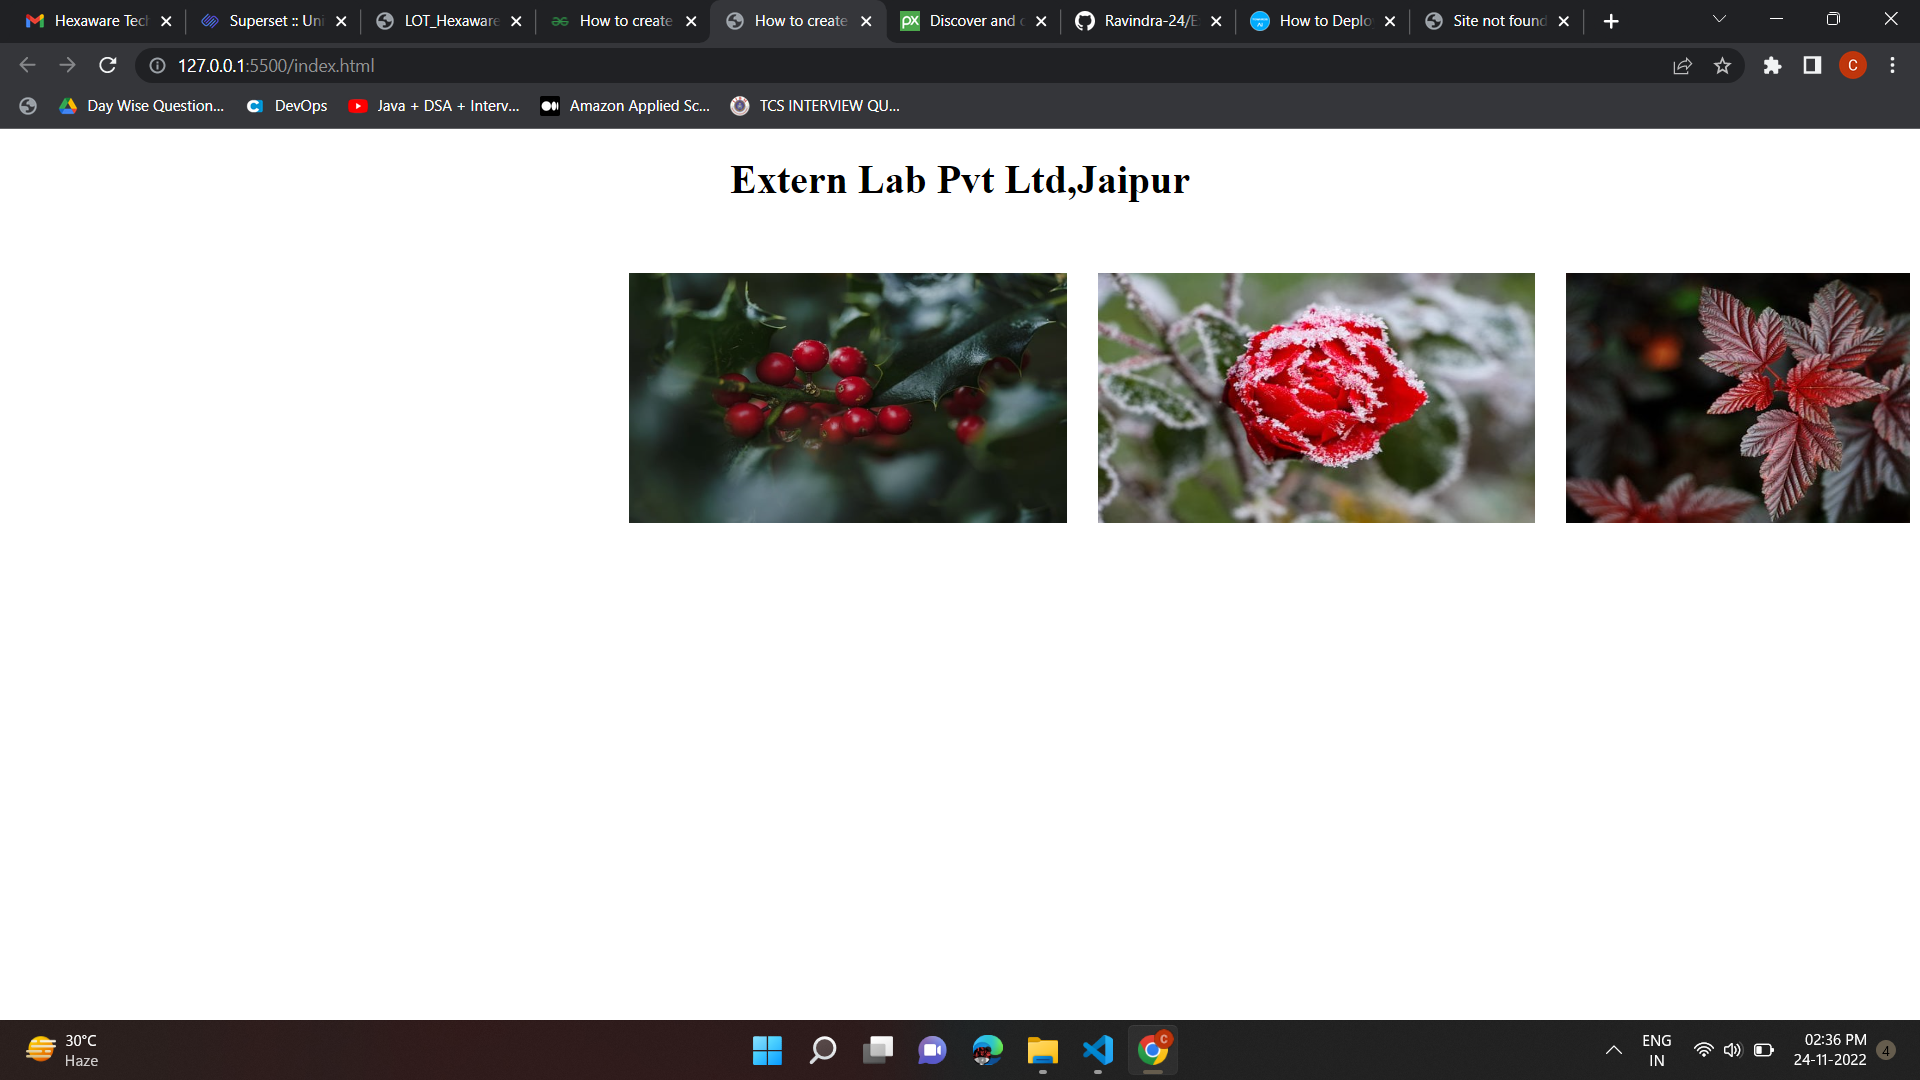 Hexaware Tech
Superset :: Uni
LOT_Hexaware
How to create
How to create
Discover and c
Ravindra-24/E
How to Deplo
Site not found
127.0.0.1:5500/index.html
C
Day Wise Question...
DevOps
Java + DSA + Interv...
Amazon Applied Sc...
TCS INTERVIEW QU...
Extern Lab Pvt Ltd,Jaipur
30°C
Haze
C
ENG
IN
02:36 PM
24-11-2022
4